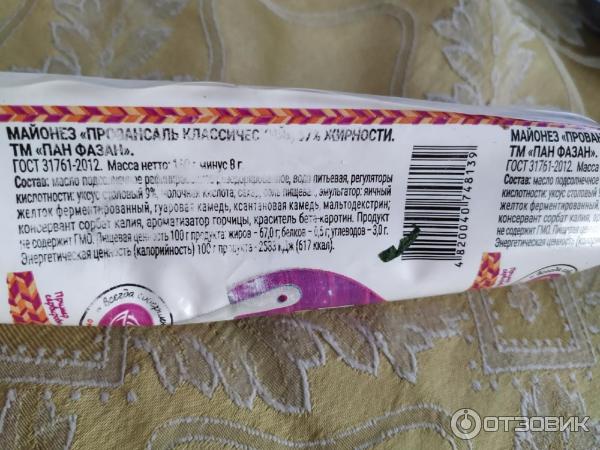 МАЙОНЕЗ «ПРОВАНСАЛЬ КЛАССИЧЕС 67% ЖИРНОСТИ.
ТМ «ПАН ФАЗАН».
ГОСТ 31761-2012. Масса нетто: минус 8 г.
Состав: масло подсолнечное рафинированное дезодорированное, вода питьевая, регуляторы
кислотности: уксус столовый 9%, молочная кислота, сахар, соль пищевая, эмульгатор: яичный
желток ферментированный, гуаровая камедь, ксантановая камедь, мальтодекстрин;
консервант сорбат калия, ароматизатор горчицы, краситель бета-каротин. Продукт
не содержит ГМО. Пищевая ценность 100 г продукта: жиров - 67,0 г; белков - 0,5 г; углеводов - 3,0 г.
Энергетическая ценность (калорийность) 100 г продукта - 2583 кДж (617 ккал).
4820040748139
всегда
МАЙОНЕЗ «ПРОВАН
ТМ «ПАН ФАЗАН».
ГОСТ 31761-2012. Масса
Состав: масло подсолнечное
кислотности: уксус столовый
желток ферментированн
консервант сорбат калия,
не содержит ГМО. Пищева
Энергетическая ценность (к
ОТЗОВИК